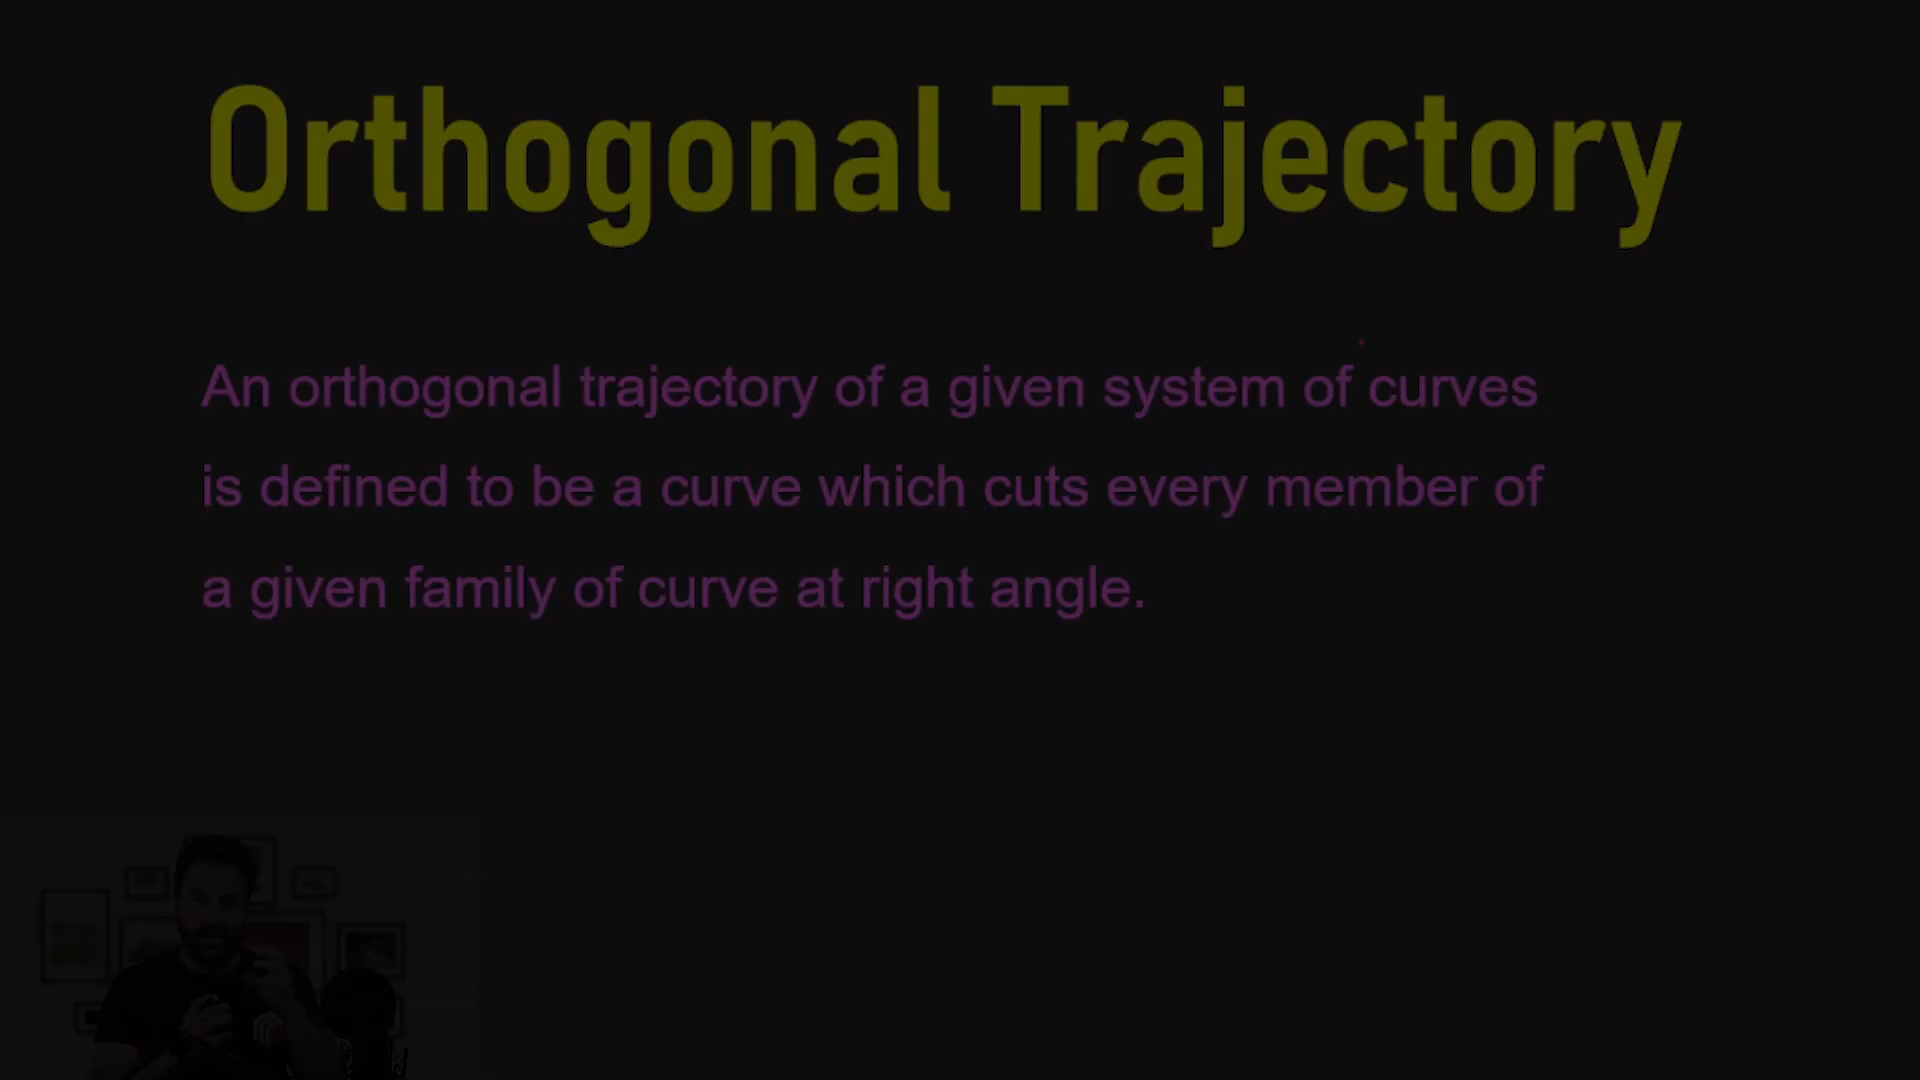 Orthogonal Trajectory
An orthogonal trajectory of a given system of curves
is defined to be a curve which cuts every member of
a given family of curve at right angle.